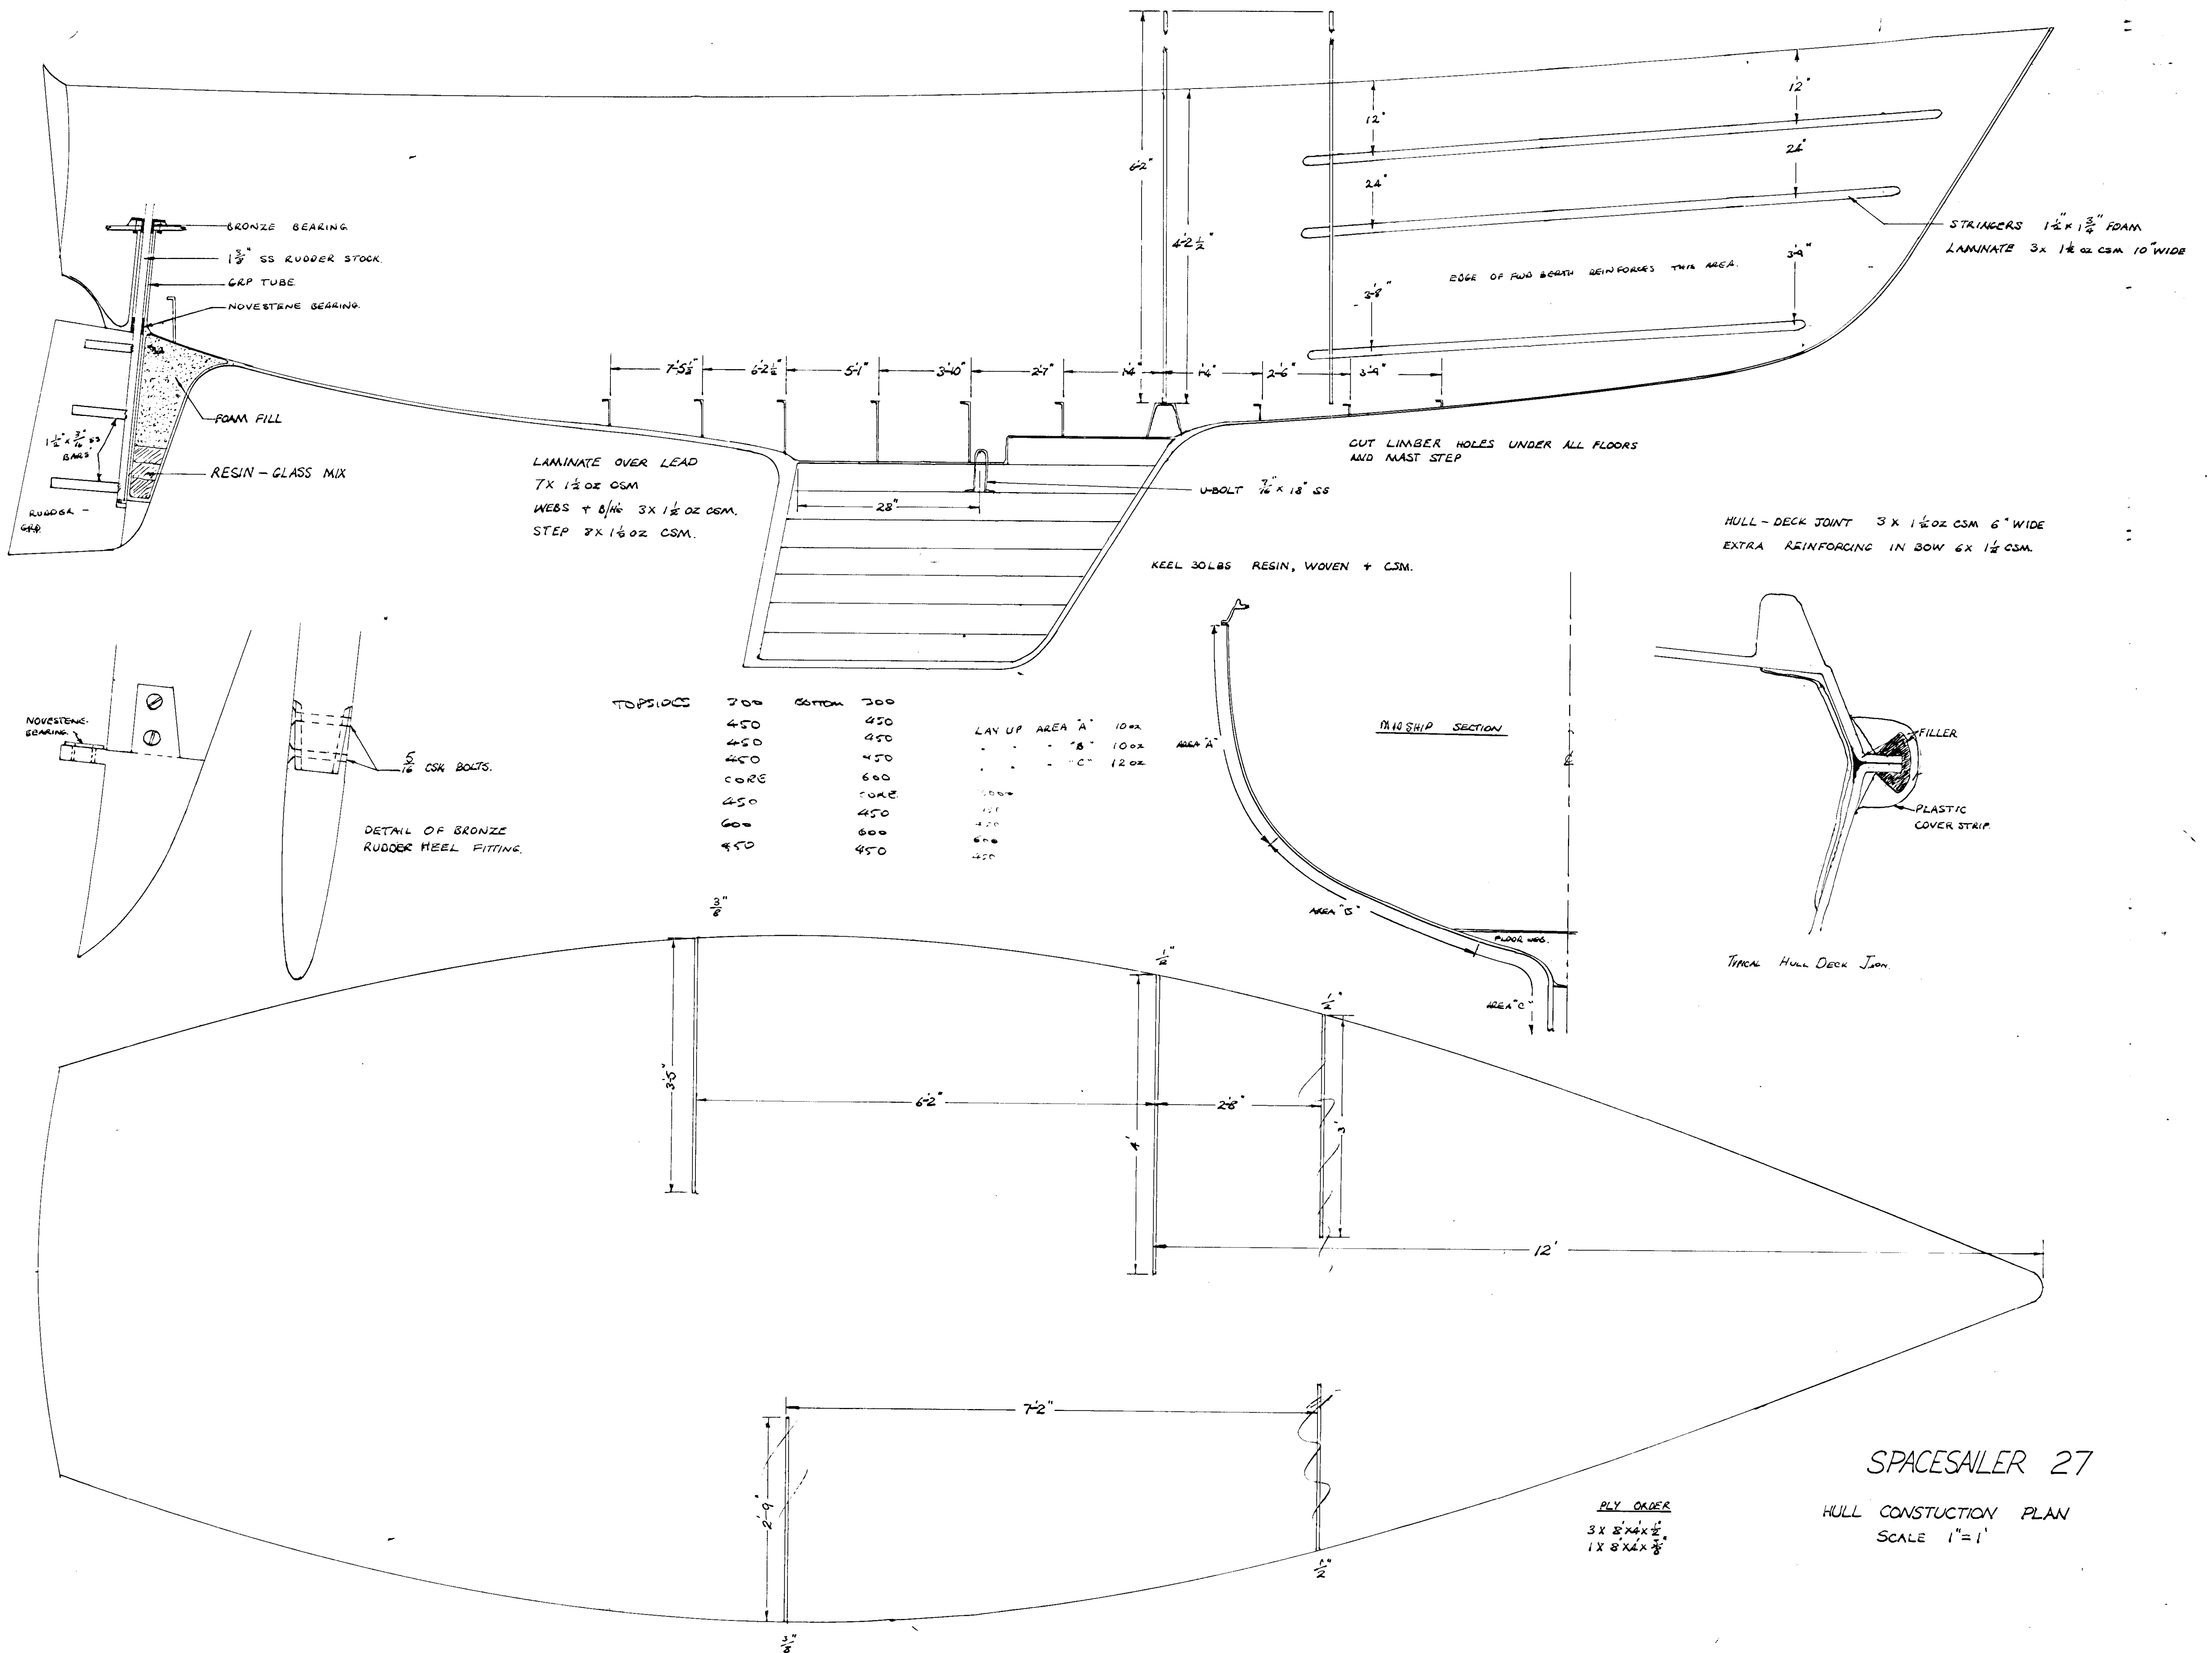 6'-2"
4'-2 1/2"
12"
24"
3'-8"
12"
24"
3'-9"
BRONZE BEARING
1 3/8" SS RUDDER STOCK.
GRP TUBE
NOVESTENE BEARING.
STRINGERS 1 1/2" x 1 3/4" FOAM
LAMINATE 3x 1 1/2 oz CSM 10" WIDE
EDGE OF FWD BERTH REINFORCES THIS AREA.
7'-5 1/2"
6'-2 1/2"
5'-1"
3'-10"
2'-7"
1'-4"
1'-4"
2'-6"
3'-9"
FOAM FILL
1 1/2" x 3/16" SS
BARS
RESIN-GLASS MIX
RUDDER -
GRP.
LAMINATE OVER LEAD
7X 1 1/2 OZ CSM
WEBS + B/HS 3X 1 1/2 OZ CSM.
STEP 8X 1 1/2 OZ CSM.
28"
U-BOLT 7/16" x 18" SS
CUT LIMBER HOLES UNDER ALL FLOORS
AND MAST STEP
HULL-DECK JOINT 3 X 1 1/2 OZ CSM 6" WIDE
EXTRA REINFORCING IN BOW 6X 1 1/2 CSM.
KEEL 30LBS RESIN, WOVEN + CSM.
NOVESTENE
BEARING.
5/16 CSK BOLTS.
DETAIL OF BRONZE
RUDDER HEEL FITTING.
TOPSIDES 300 BOTTOM 300
450 450
450 450
450 450
CORE 600
450 CORE
600 450
450 600
450
LAY UP AREA "A" 10oz
" " " "B" 10oz
" " " "C" 12oz
600
450
AREA "A"
MIDSHIP SECTION
AREA "B"
FLOOR WEB.
AREA "C"
FILLER
PLASTIC
COVER STRIP.
TYPICAL HULL DECK JOIN.
3/8"
1/2"
1/2"
3'-5"
6'-2"
2'-8"
4'
3'
12'
7'-2"
2'-9"
3/8"
1/2"
PLY ORDER
3 X 8'X4'X 1/2"
1 X 8'X4'X 3/8"
SPACESAILER 27
HULL CONSTUCTION PLAN
SCALE 1"=1'